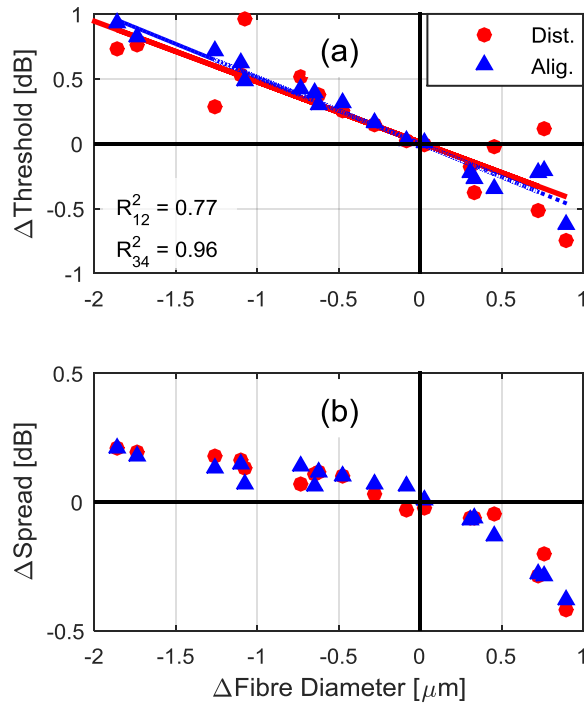 1
0.5
0
-0.5
-1
ΔThreshold [dB]
(a)
Dist.
Alig.
R²₁₂ = 0.77
R²₃₄ = 0.96
-2 -1.5 -1 -0.5 0 0.5 1
0.5
0
-0.5
ΔSpread [dB]
(b)
-2 -1.5 -1 -0.5 0 0.5 1
ΔFibre Diameter [μm]